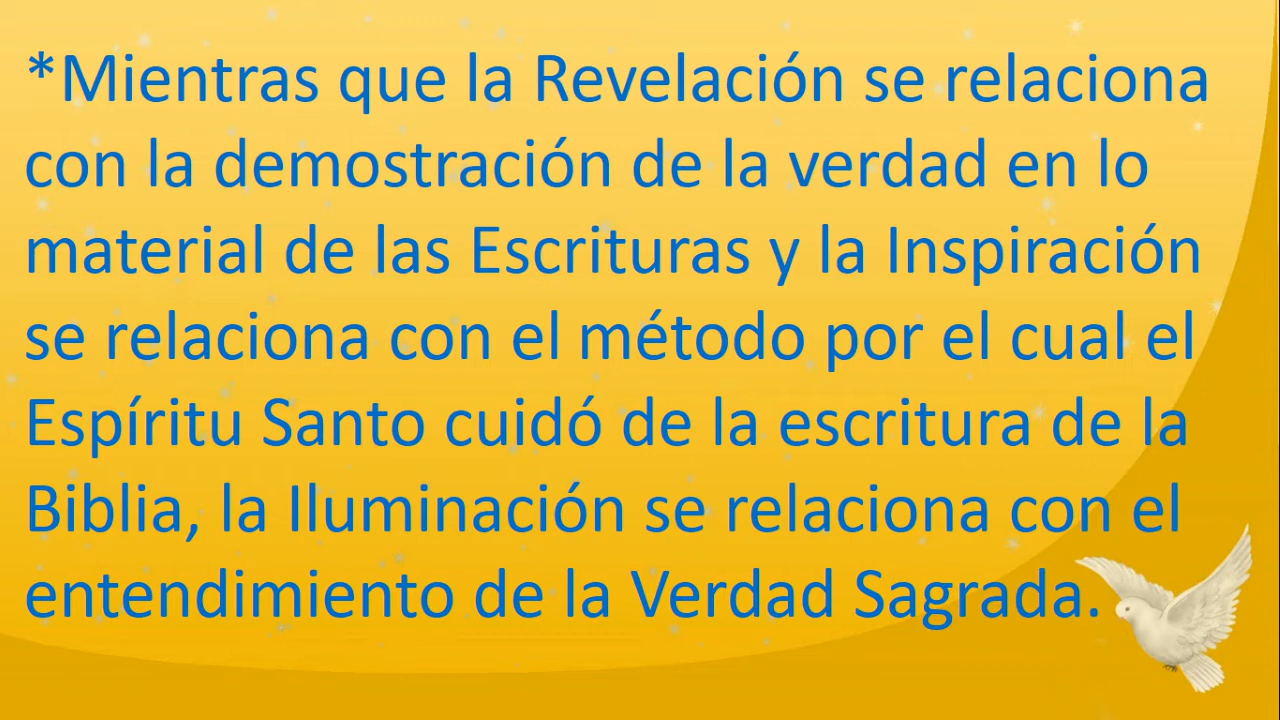 *Mientras que la Revelación se relaciona
con la demostración de la verdad en lo
material de las Escrituras y la Inspiración
se relaciona con el método por el cual el
Espíritu Santo cuidó de la escritura de la
Biblia, la Iluminación se relaciona con el
entendimiento de la Verdad Sagrada.